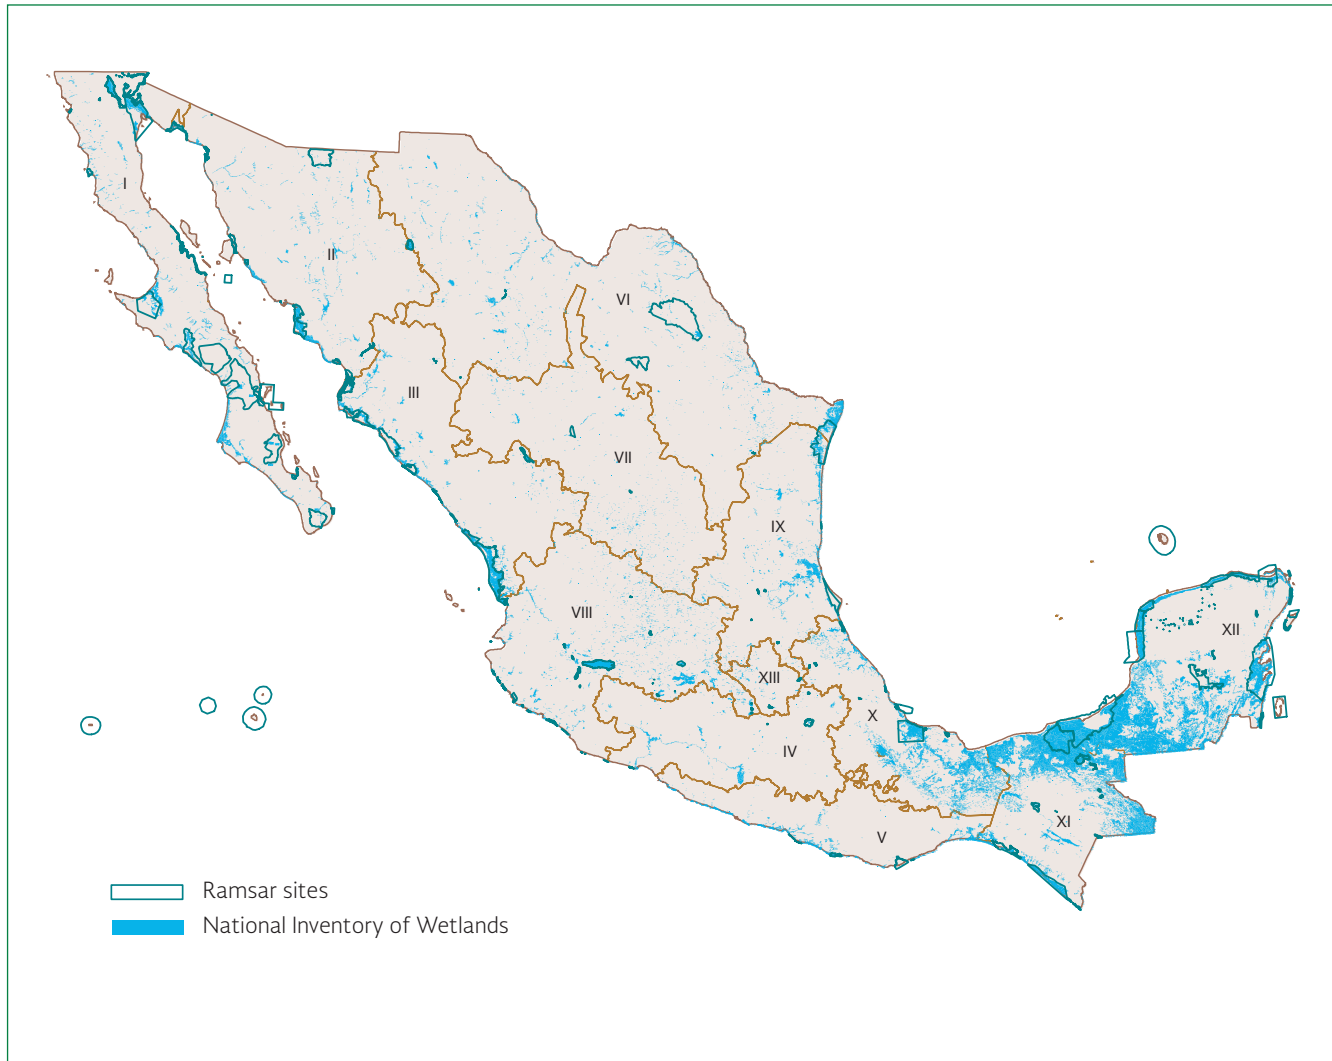 I
II
VI
III
VII
IX
VIII
XII
XIII
X
IV
XI
V
Ramsar sites
National Inventory of Wetlands